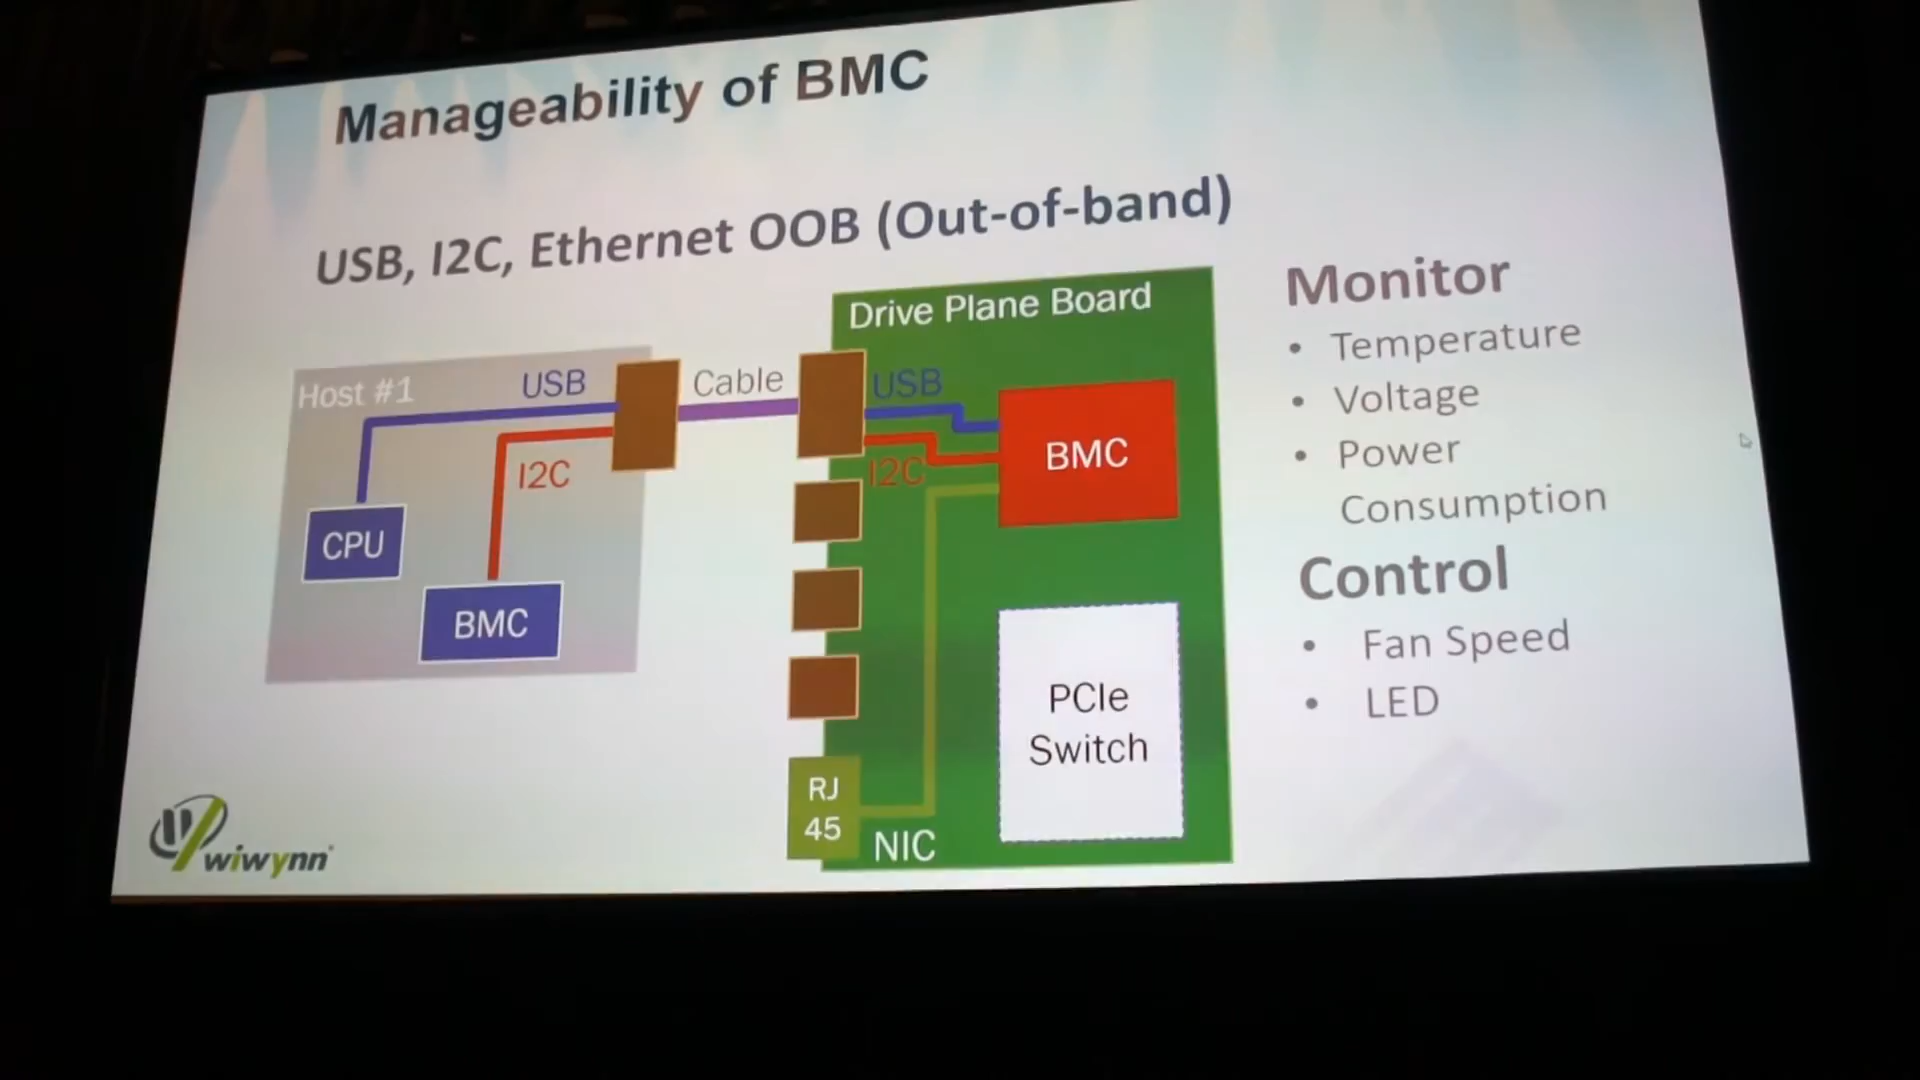 Manageability of BMC
USB, I2C, Ethernet OOB (Out-of-band)
Host #1
USB
I2C
CPU
BMC
Cable
Drive Plane Board
USB
I2C
BMC
PCIe
Switch
RJ
45
NIC
Monitor
• Temperature
• Voltage
• Power
Consumption
Control
• Fan Speed
• LED
wiwynn